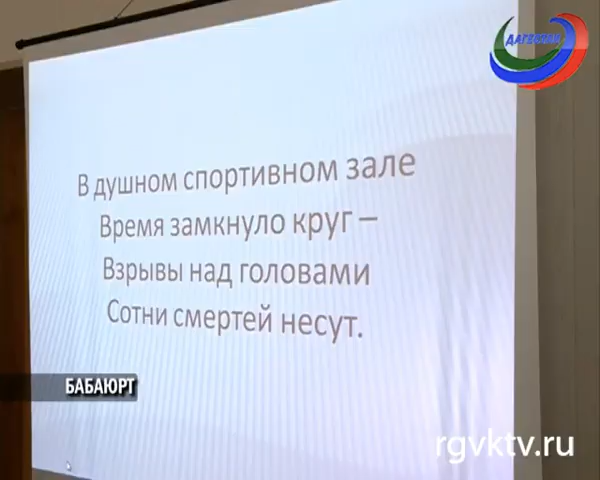 ДАГЕСТАН
В душном спортивном зале
Время замкнуло круг –
Взрывы над головами
Сотни смертей несут.
БАБАЮРТ
rgvktv.ru